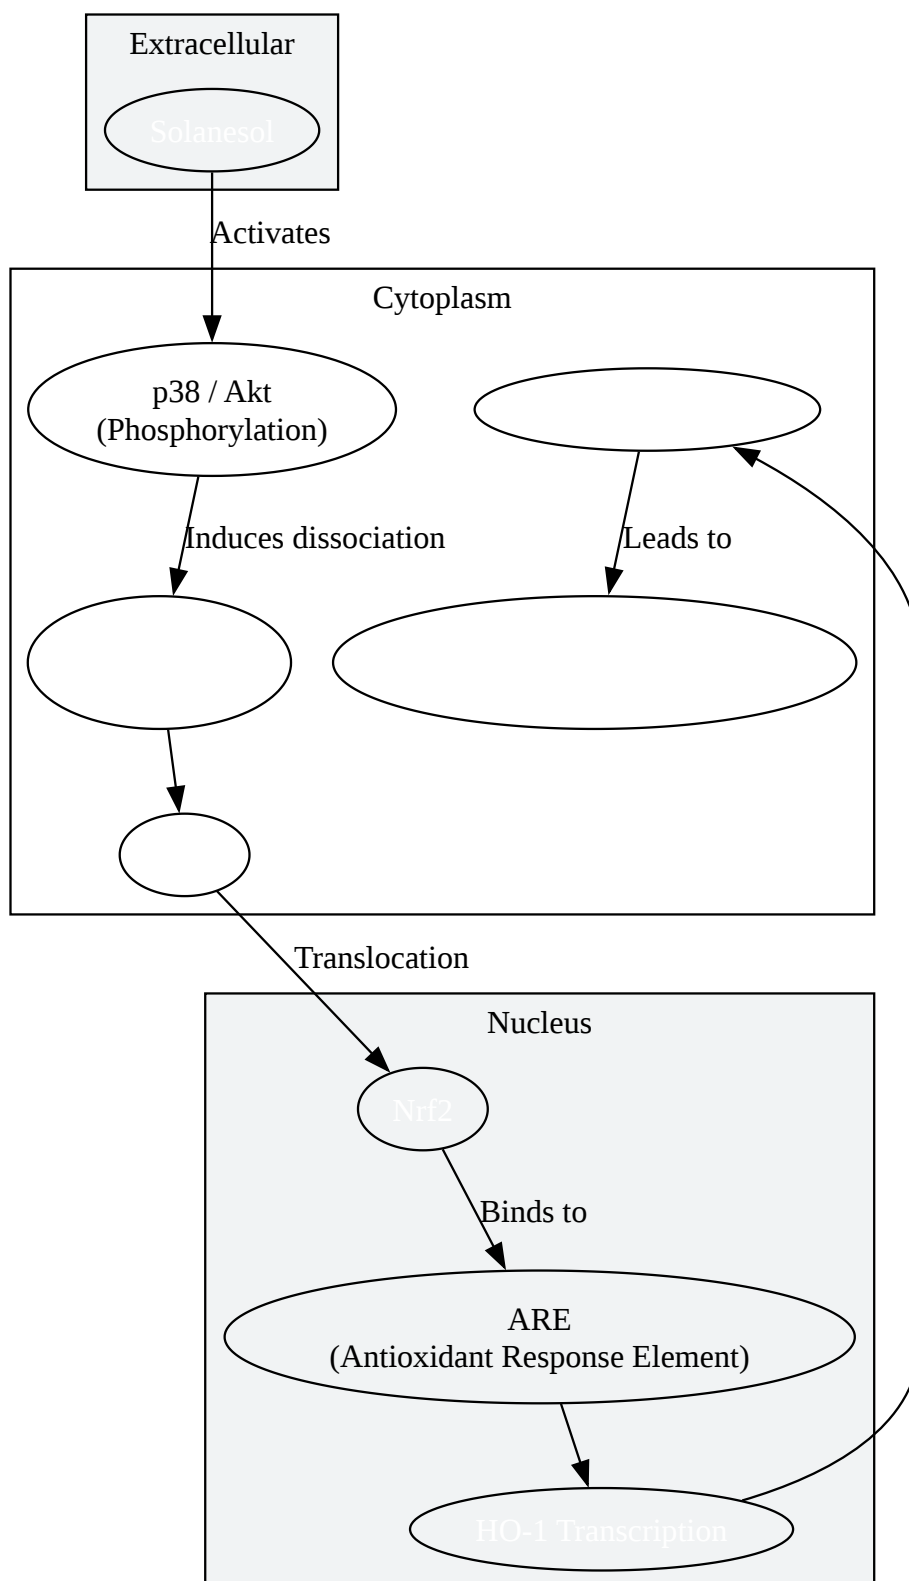 Extracellular
Solanesol
Activates
Cytoplasm
p38 / Akt
(Phosphorylation)
Induces dissociation
Leads to
Translocation
Nucleus
Nrf2
Binds to
ARE
(Antioxidant Response Element)
HO-1 Transcription